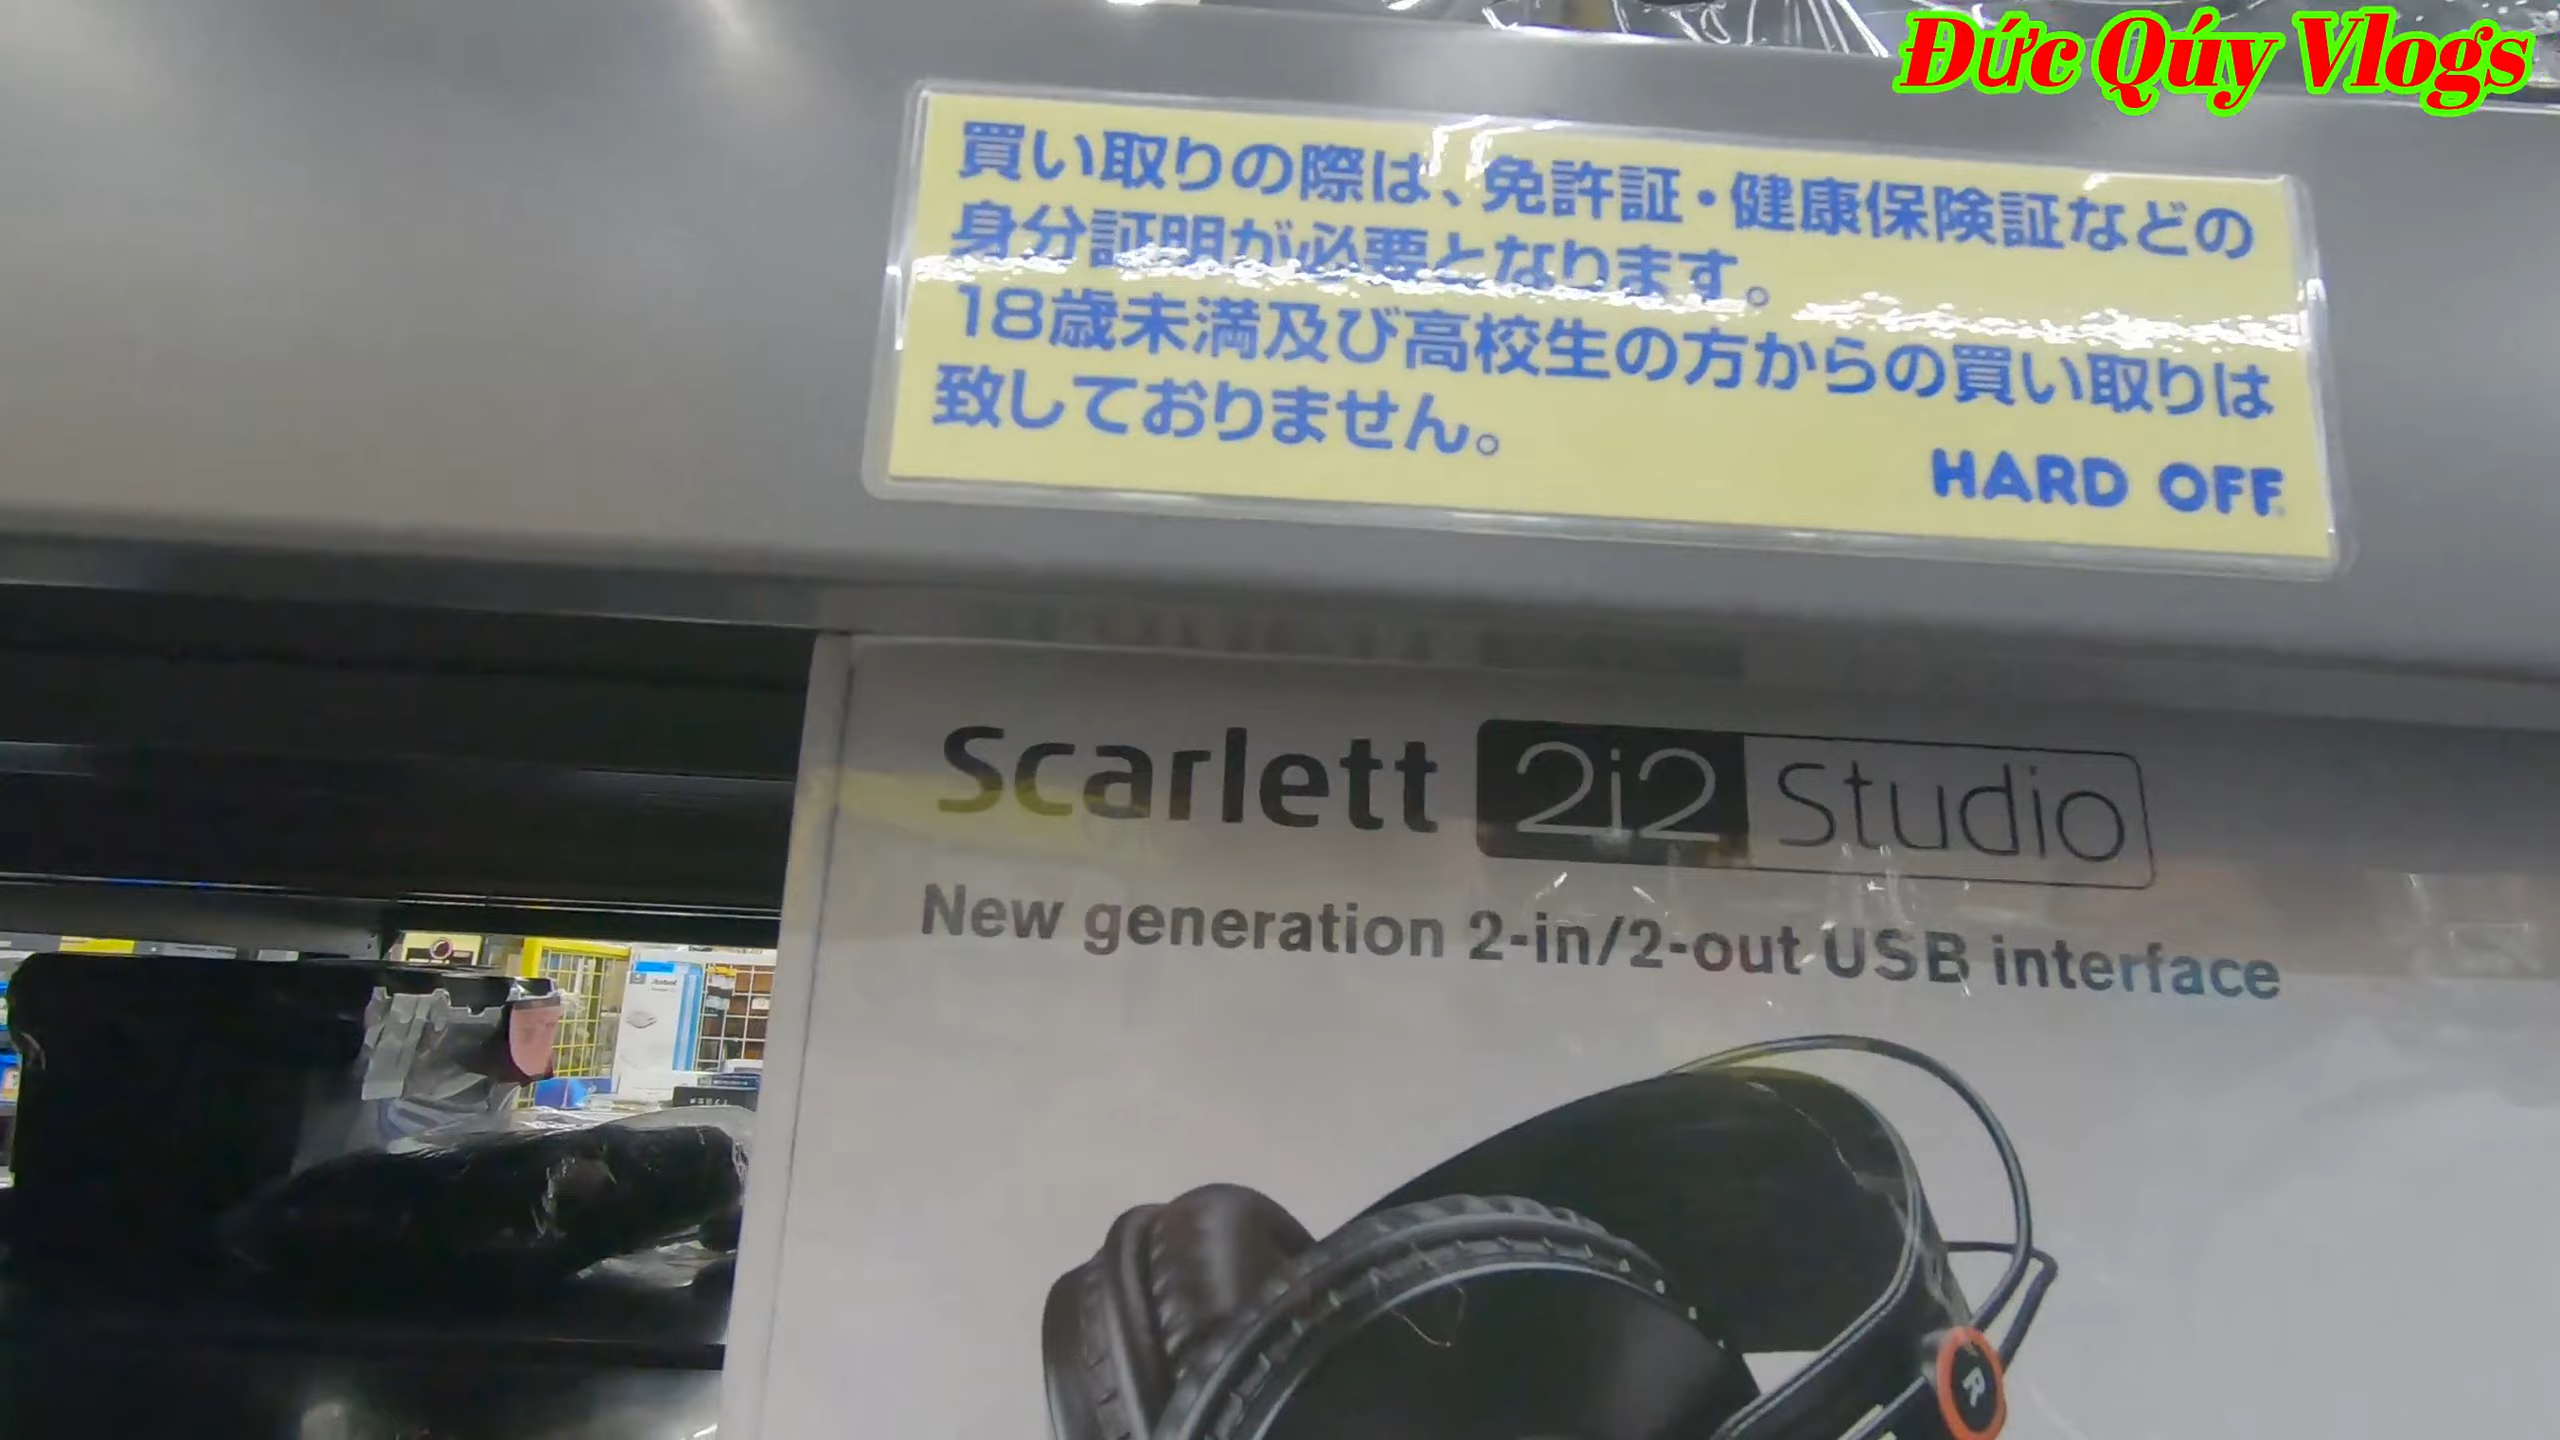 Đức Qúy Vlogs
買い取りの際は、免許証・健康保険証などの
身分証明が必要となります。
18歳未満及び高校生の方からの買い取りは
致しておりません。
HARD OFF
Scarlett 2i2 Studio
New generation 2-in/2-out USB interface
R